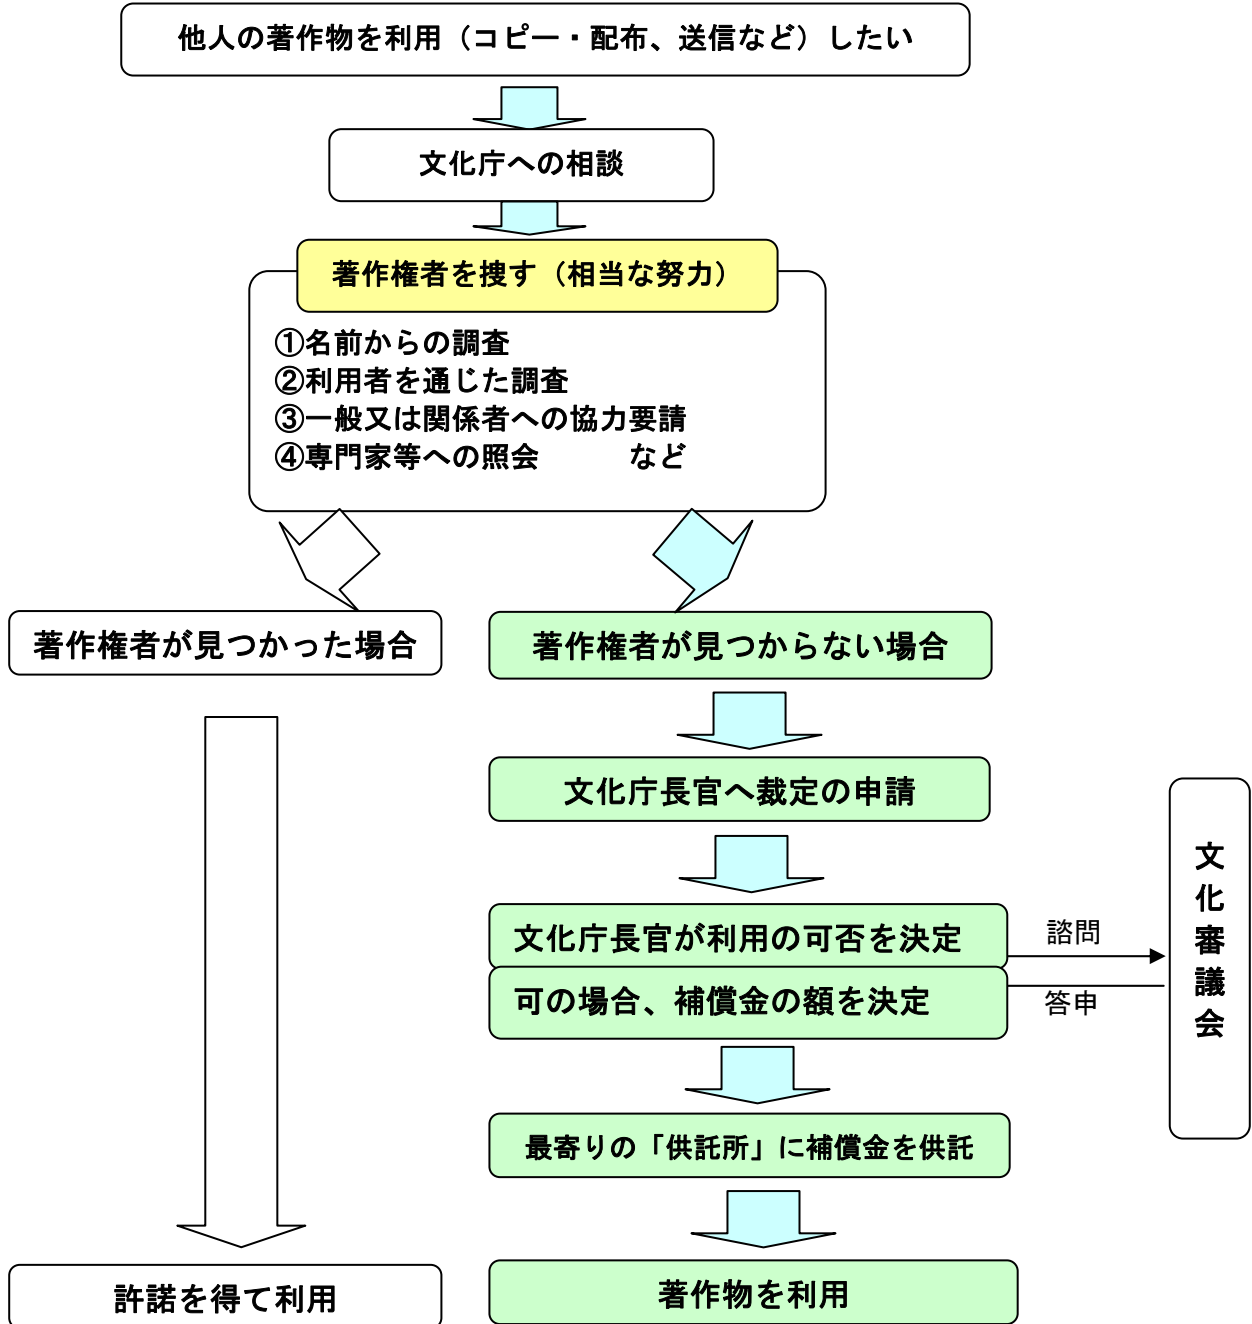 他人の著作物を利用（コピー・配布、送信など）したい
文化庁への相談
著作権者を捜す（相当な努力）
①名前からの調査
②利用者を通じた調査
③一般又は関係者への協力要請
④専門家等への照会　　　など
著作権者が見つかった場合
著作権者が見つからない場合
文化庁長官へ裁定の申請
文化庁長官が利用の可否を決定
諮問
可の場合、補償金の額を決定
答申
文化審議会
最寄りの「供託所」に補償金を供託
許諾を得て利用
著作物を利用